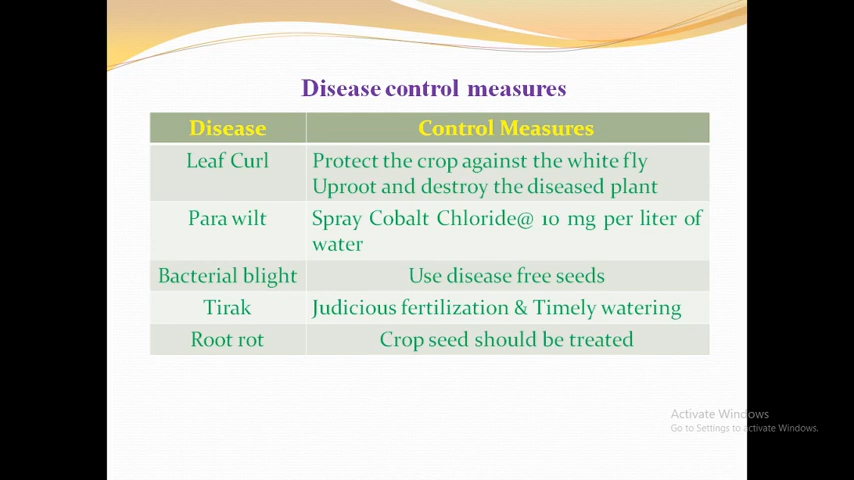 Disease control measures
Disease
Control Measures
Leaf Curl
Protect the crop against the white fly
Uproot and destroy the diseased plant
Para wilt
Spray Cobalt Chloride@ 10 mg per liter of
water
Bacterial blight
Use disease free seeds
Tirak
Judicious fertilization & Timely watering
Root rot
Crop seed should be treated
Activate Windows
Go to Settings to activate Windows.